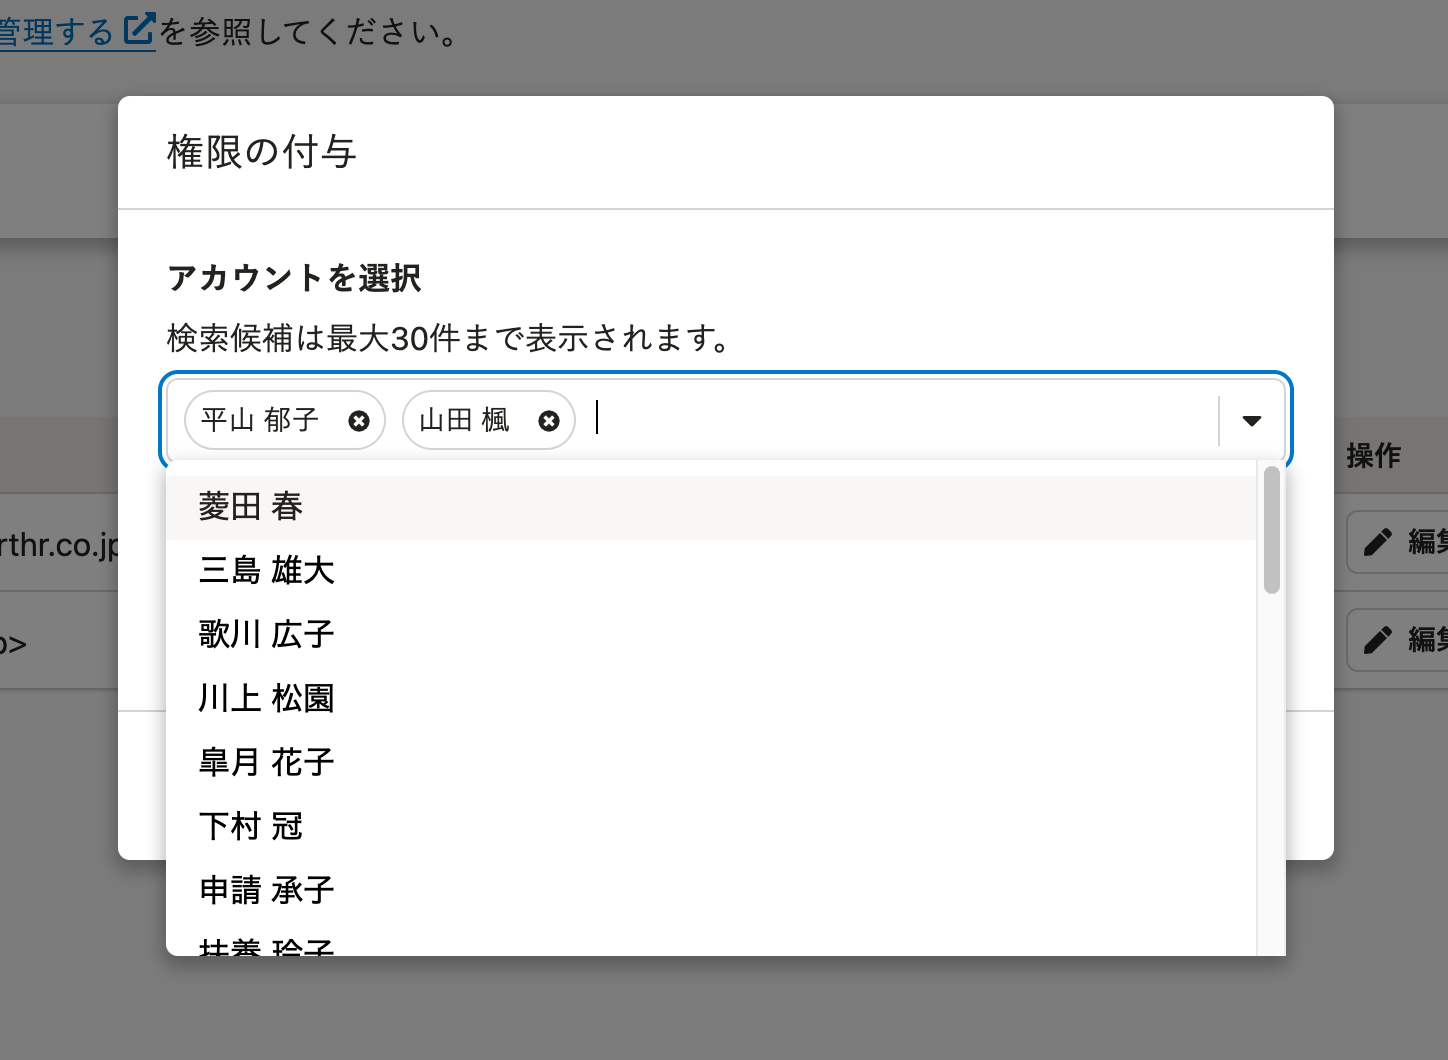 管理する を参照してください。
権限の付与
アカウントを選択
検索候補は最大30件まで表示されます。
平山 郁子
山田 楓
操作
菱田 春
rthr.co.jp
編集
三島 雄大
歌川 広子
>
編集
川上 松園
皐月 花子
下村 冠
申請 承子
扶養 玲子